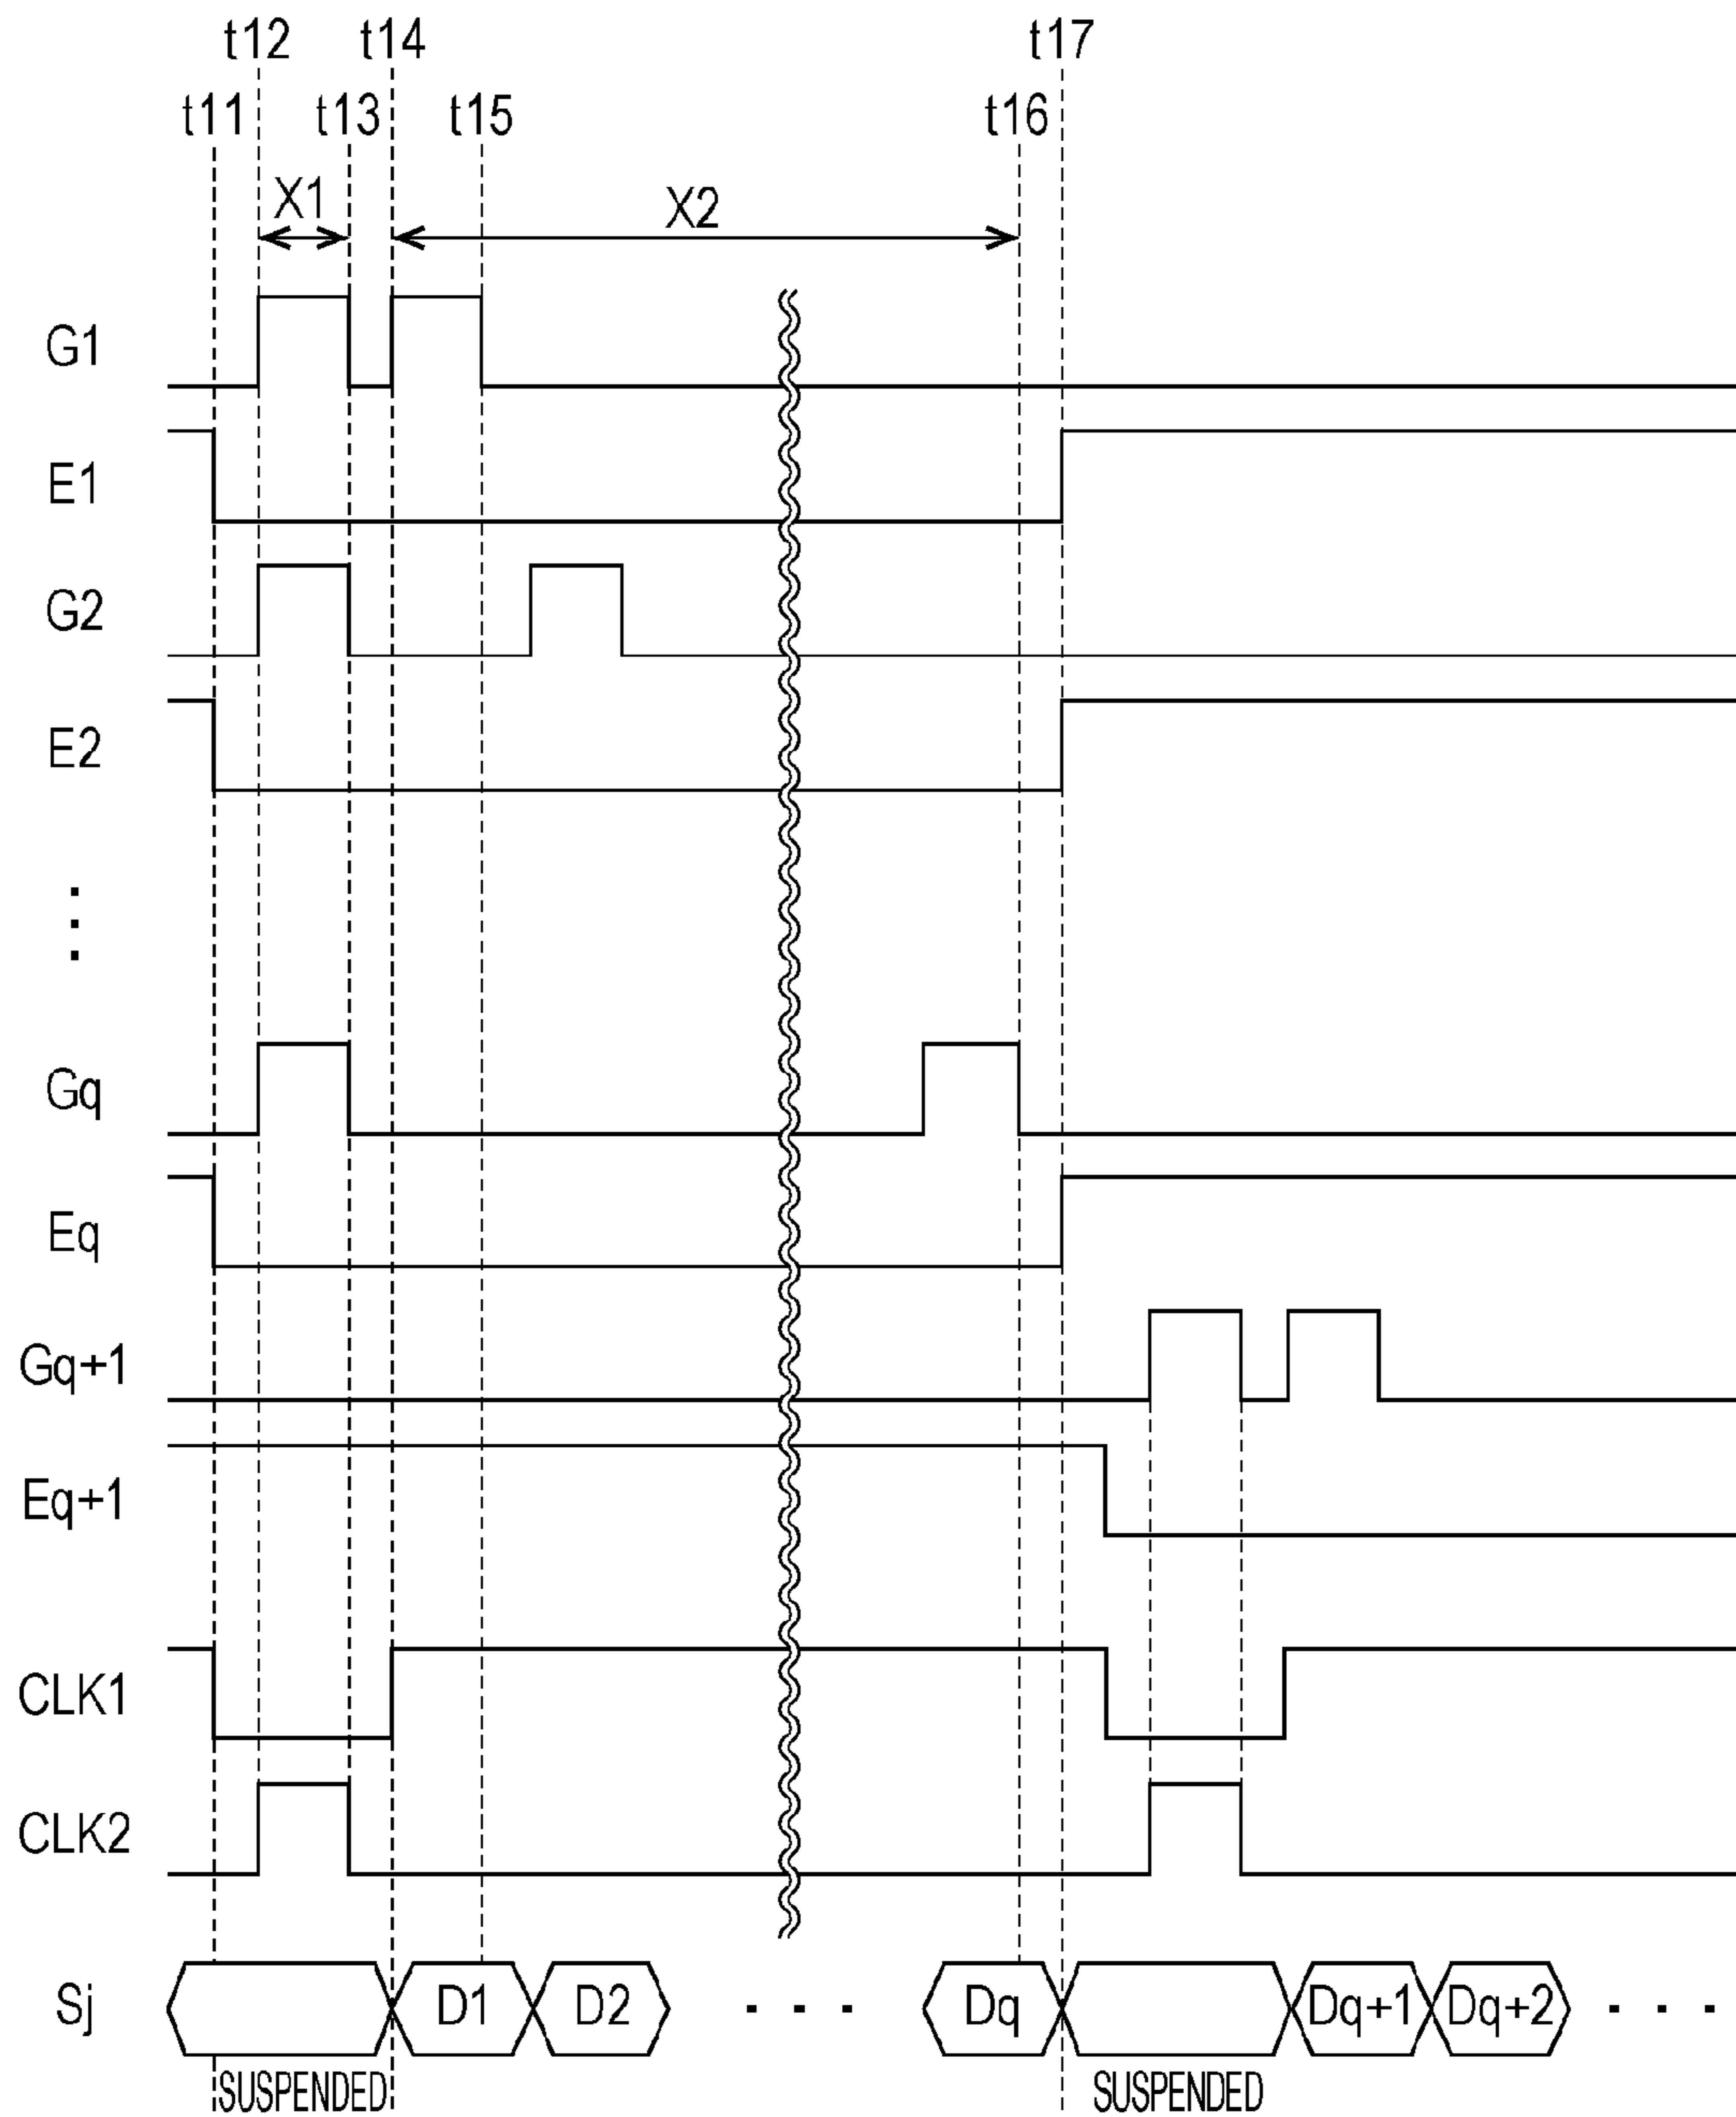 t12 t14 t17
t11 t13 t15 t16
X1 X2
G1
E1
G2
E2
Gq
Eq
Gq+1
Eq+1
CLK1
CLK2
Sj D1 D2 Dq Dq+1 Dq+2
SUSPENDED SUSPENDED